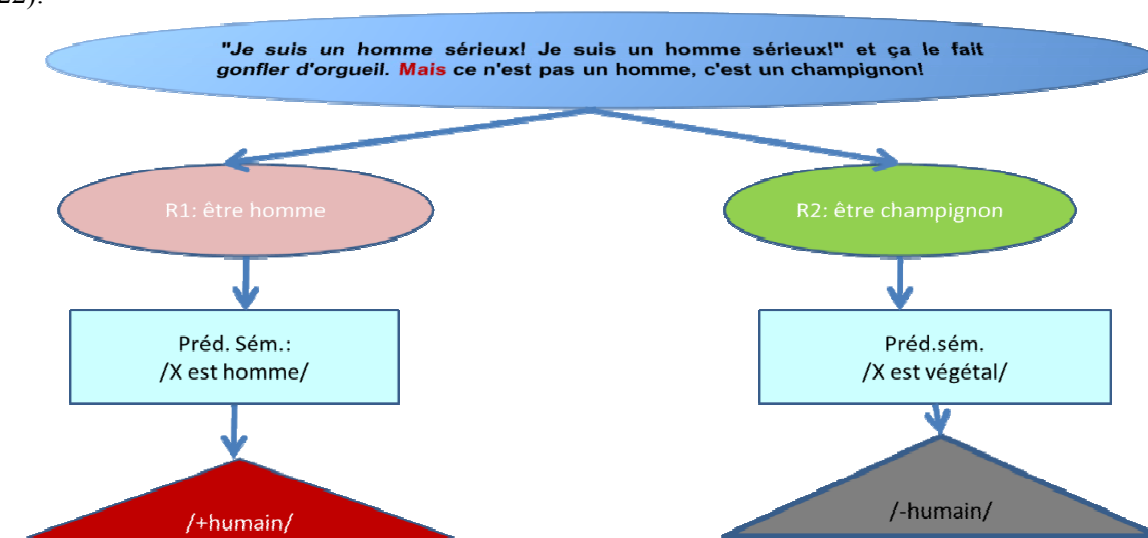 22).
"Je suis un homme sérieux! Je suis un homme sérieux!" et ça le fait
gonfler d'orgueil. Mais ce n'est pas un homme, c'est un champignon!
R1: être homme
R2: être champignon
Préd. Sém.:
/X est homme/
Préd.sém.
/X est végétal/
/+humain/
/-humain/